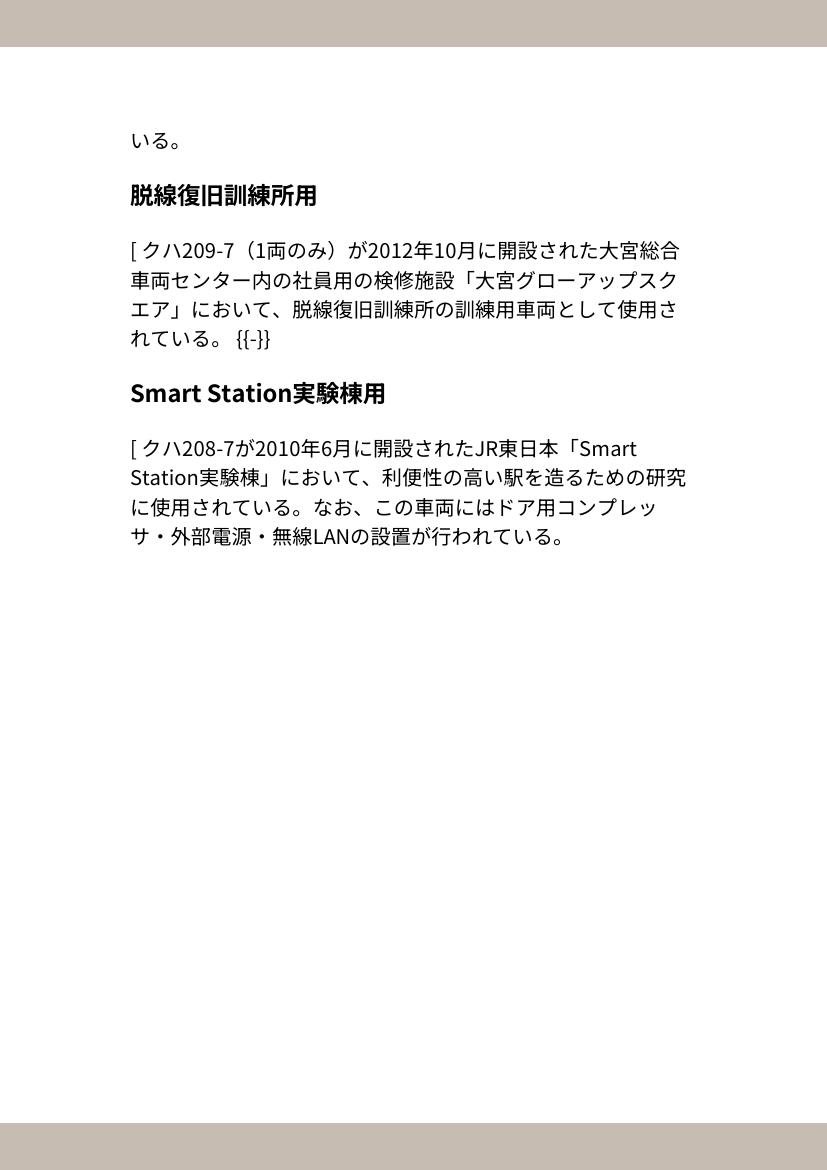 いる。
脱線復旧訓練所用
[ クハ209-7（1両のみ）が2012年10月に開設された大宮総合
車両センター内の社員用の検修施設「大宮グローアップスク
エア」において、脱線復旧訓練所の訓練用車両として使用さ
れている。 {{-}}
Smart Station実験棟用
[ クハ208-7が2010年6月に開設されたJR東日本「Smart
Station実験棟」において、利便性の高い駅を造るための研究
に使用されている。なお、この車両にはドア用コンプレッ
サ・外部電源・無線LANの設置が行われている。